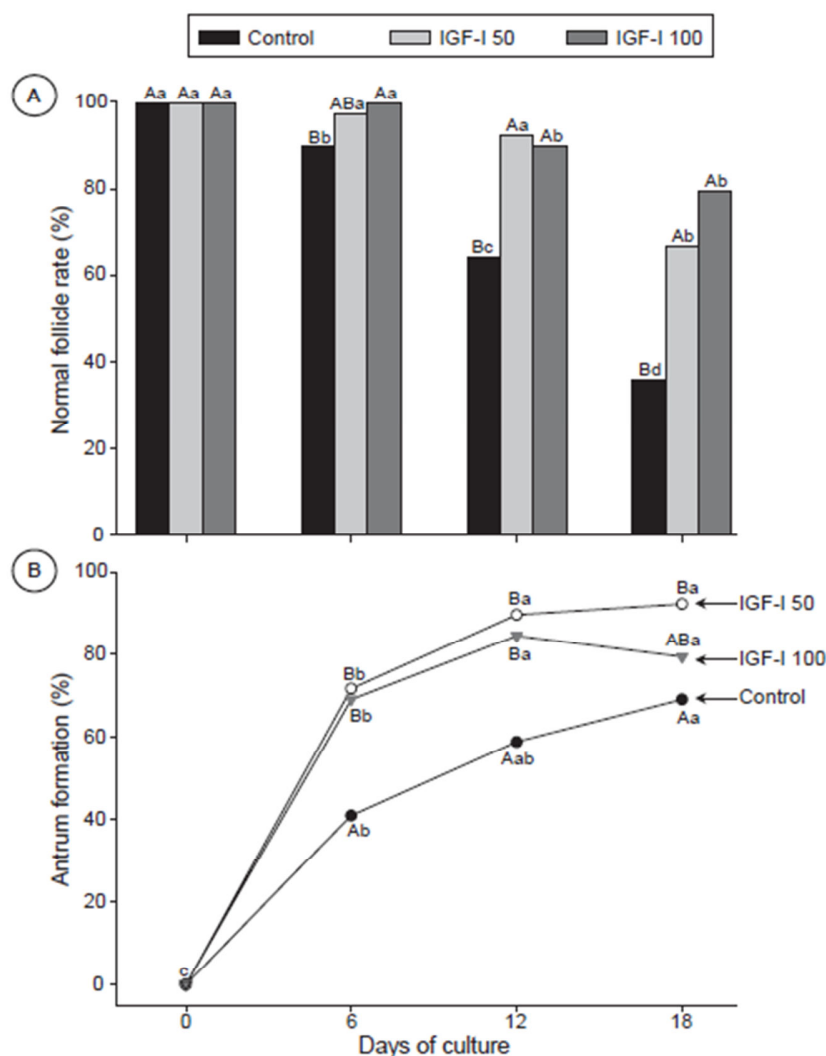 Control IGF-I 50 IGF-I 100
A
Normal follicle rate (%)
100
80
60
40
20
0
Aa Aa Aa
Bb ABa Aa
Bc Aa Ab
Bd Ab Ab
B
Antrum formation (%)
100
80
60
40
20
0
c
Bb
Bb
Ab
Ba
Ba
Aab
Ba
ABa
Aa
IGF-I 50
IGF-I 100
Control
0 6 12 18
Days of culture